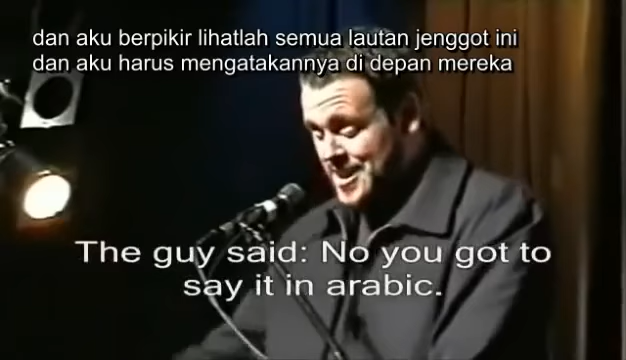 dan aku berpikir lihatlah semua lautan jenggot ini
dan aku harus mengatakannya di depan mereka
The guy said: No you got to
say it in arabic.